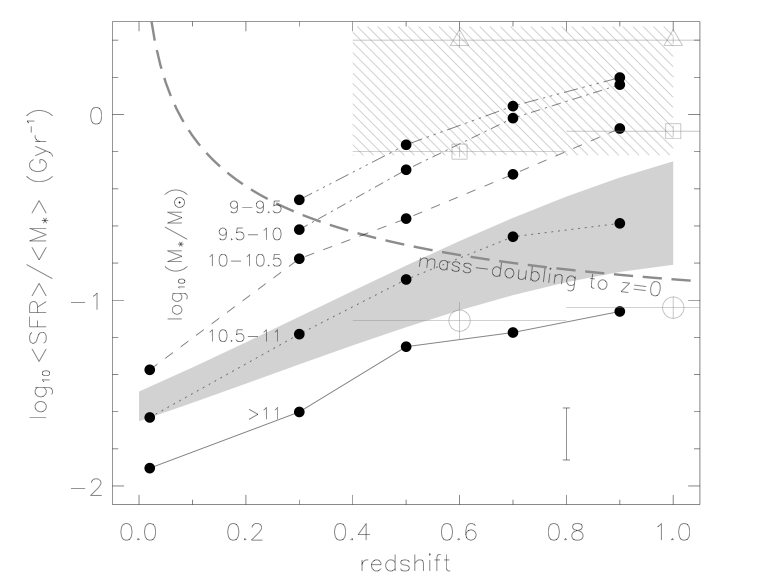 log₁₀ <SFR>/<M*> (Gyr⁻¹)
0
−1
−2
log₁₀(M*/M☉)
9−9.5
9.5−10
10−10.5
10.5−11
>11
mass−doubling to z=0
0.0 0.2 0.4 0.6 0.8 1.0
redshift